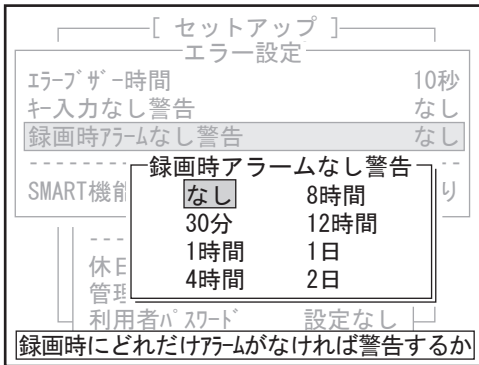 [ セットアップ ]
エラー設定
ｴﾗｰﾌﾞｻﾞｰ時間 10秒
ｷｰ入力なし警告 なし
録画時ｱﾗｰﾑなし警告 なし
録画時アラームなし警告
SMART機能 り
なし 8時間
30分 12時間
1時間 1日
4時間 2日
休日
管理
利用者ﾊﾟｽﾜｰﾄﾞ 設定なし
録画時にどれだけｱﾗｰﾑがなければ警告するか